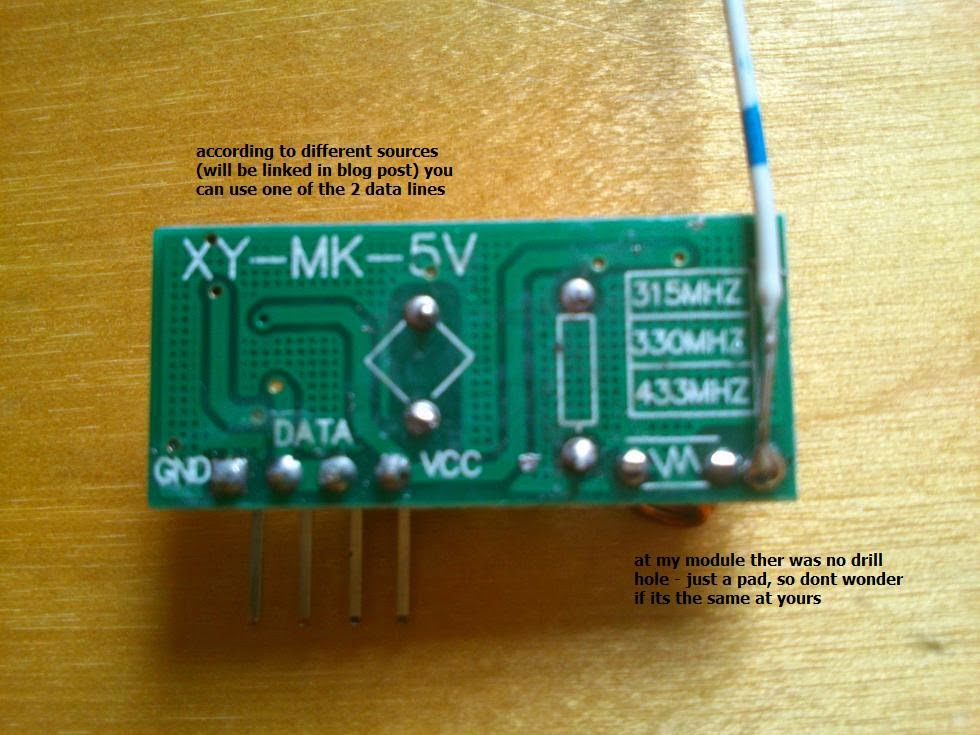 according to different sources
(will be linked in blog post) you
can use one of the 2 data lines
XY-MK-5V
315MHZ
330MHZ
433MHZ
DATA
GND
VCC
at my module ther was no drill
hole - just a pad, so dont wonder
if its the same at yours